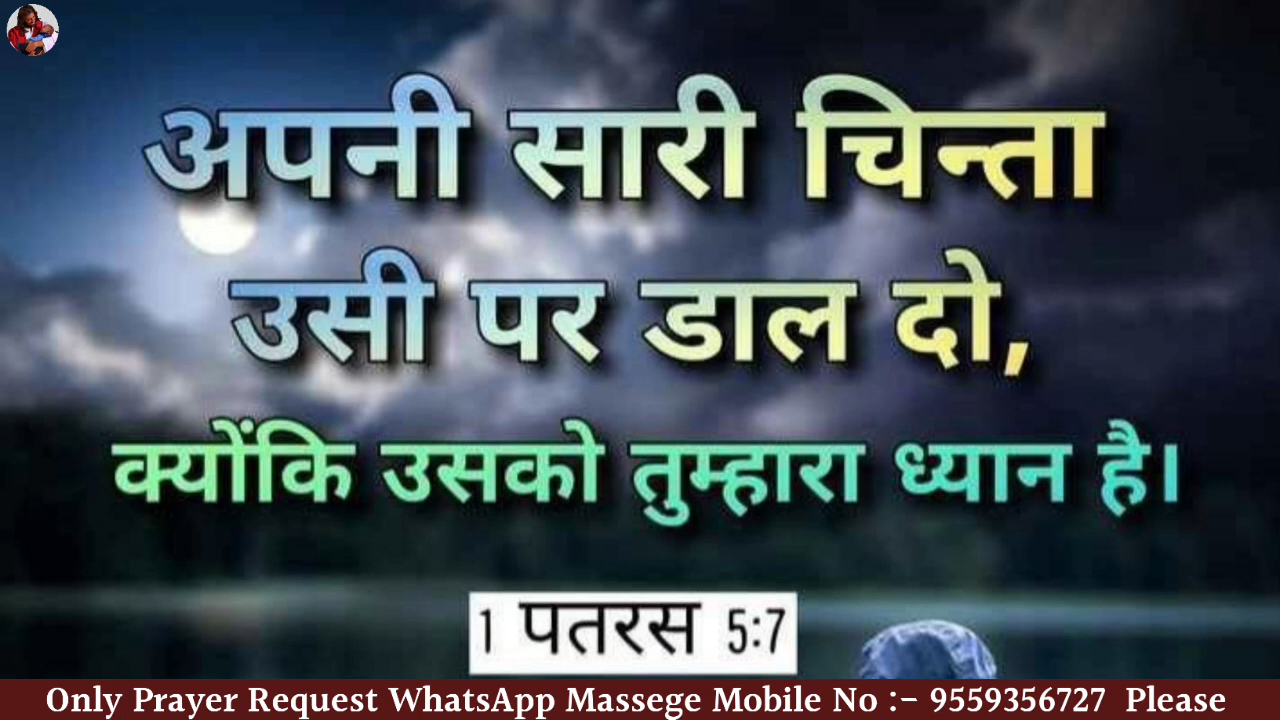 अपनी सारी चिन्ता
उसी पर डाल दो,
क्योंकि उसको तुम्हारा ध्यान है।
1 पतरस 5:7
Only Prayer Request WhatsApp Massege Mobile No :- 9559356727 Please